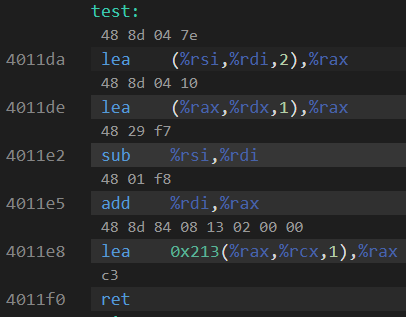 test:
48 8d 04 7e
4011da lea (%rsi,%rdi,2),%rax
48 8d 04 10
4011de lea (%rax,%rdx,1),%rax
48 29 f7
4011e2 sub %rsi,%rdi
48 01 f8
4011e5 add %rdi,%rax
48 8d 84 08 13 02 00 00
4011e8 lea 0x213(%rax,%rcx,1),%rax
c3
4011f0 ret